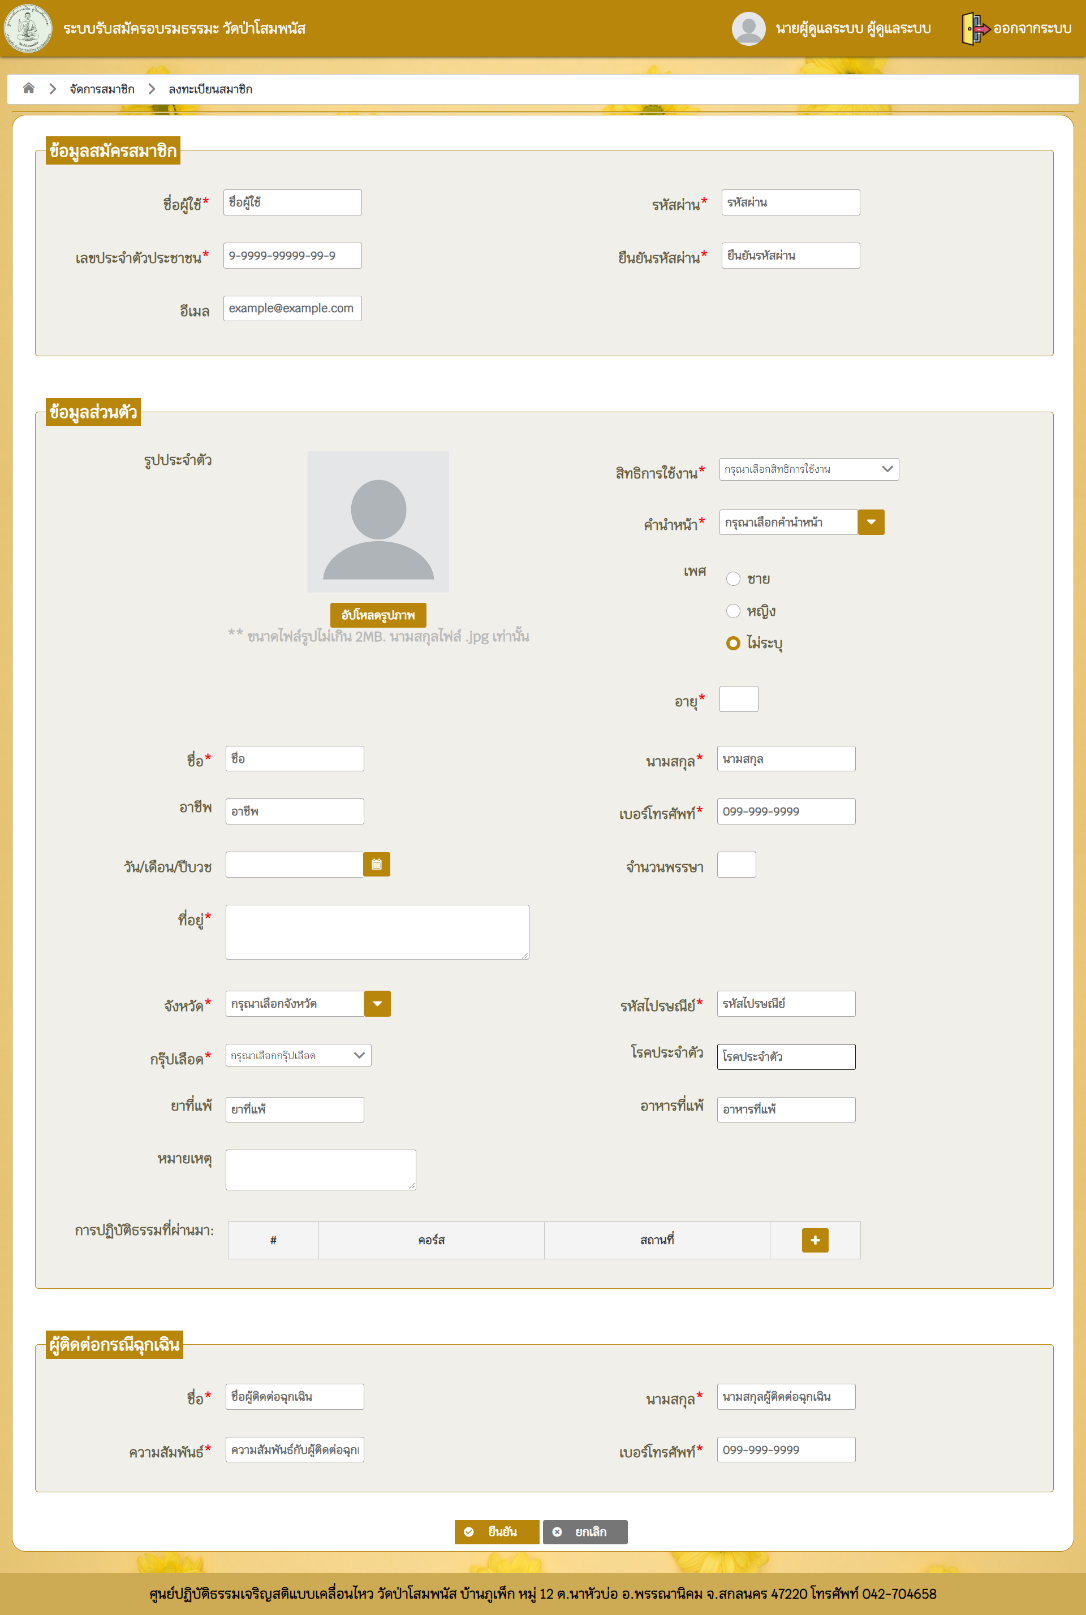 ระบบรับสมัครอบรมธรรมะ วัดป่าโสมพนัส
นายผู้ดูแลระบบ ผู้ดูแลระบบ
ออกจากระบบ
จัดการสมาชิก
ลงทะเบียนสมาชิก
ข้อมูลสมัครสมาชิก
ชื่อผู้ใช้* ชื่อผู้ใช้
รหัสผ่าน* รหัสผ่าน
เลขประจำตัวประชาชน* 9-9999-99999-99-9
ยืนยันรหัสผ่าน* ยืนยันรหัสผ่าน
อีเมล example@example.com
ข้อมูลส่วนตัว
รูปประจำตัว
อัปโหลดรูปภาพ
** ขนาดไฟล์รูปไม่เกิน 2MB. นามสกุลไฟล์ .jpg เท่านั้น
สิทธิการใช้งาน* กรุณาเลือกสิทธิการใช้งาน
คำนำหน้า* กรุณาเลือกคำนำหน้า
เพศ
ชาย
หญิง
ไม่ระบุ
อายุ*
ชื่อ* ชื่อ
นามสกุล* นามสกุล
อาชีพ อาชีพ
เบอร์โทรศัพท์* 099-999-9999
วัน/เดือน/ปีบวช
จำนวนพรรษา
ที่อยู่*
จังหวัด* กรุณาเลือกจังหวัด
รหัสไปรษณีย์* รหัสไปรษณีย์
กรุ๊ปเลือด* กรุณาเลือกกรุ๊ปเลือด
โรคประจำตัว โรคประจำตัว
ยาที่แพ้ ยาที่แพ้
อาหารที่แพ้ อาหารที่แพ้
หมายเหตุ
การปฏิบัติธรรมที่ผ่านมา:
# คอร์ส สถานที่
ผู้ติดต่อกรณีฉุกเฉิน
ชื่อ* ชื่อผู้ติดต่อฉุกเฉิน
นามสกุล* นามสกุลผู้ติดต่อฉุกเฉิน
ความสัมพันธ์* ความสัมพันธ์กับผู้ติดต่อฉุก
เบอร์โทรศัพท์* 099-999-9999
ยืนยัน
ยกเลิก
ศูนย์ปฏิบัติธรรมเจริญสติแบบเคลื่อนไหว วัดป่าโสมพนัส บ้านภูเพ็ก หมู่ 12 ต.นาหัวบ่อ อ.พรรณานิคม จ.สกลนคร 47220 โทรศัพท์ 042-704658